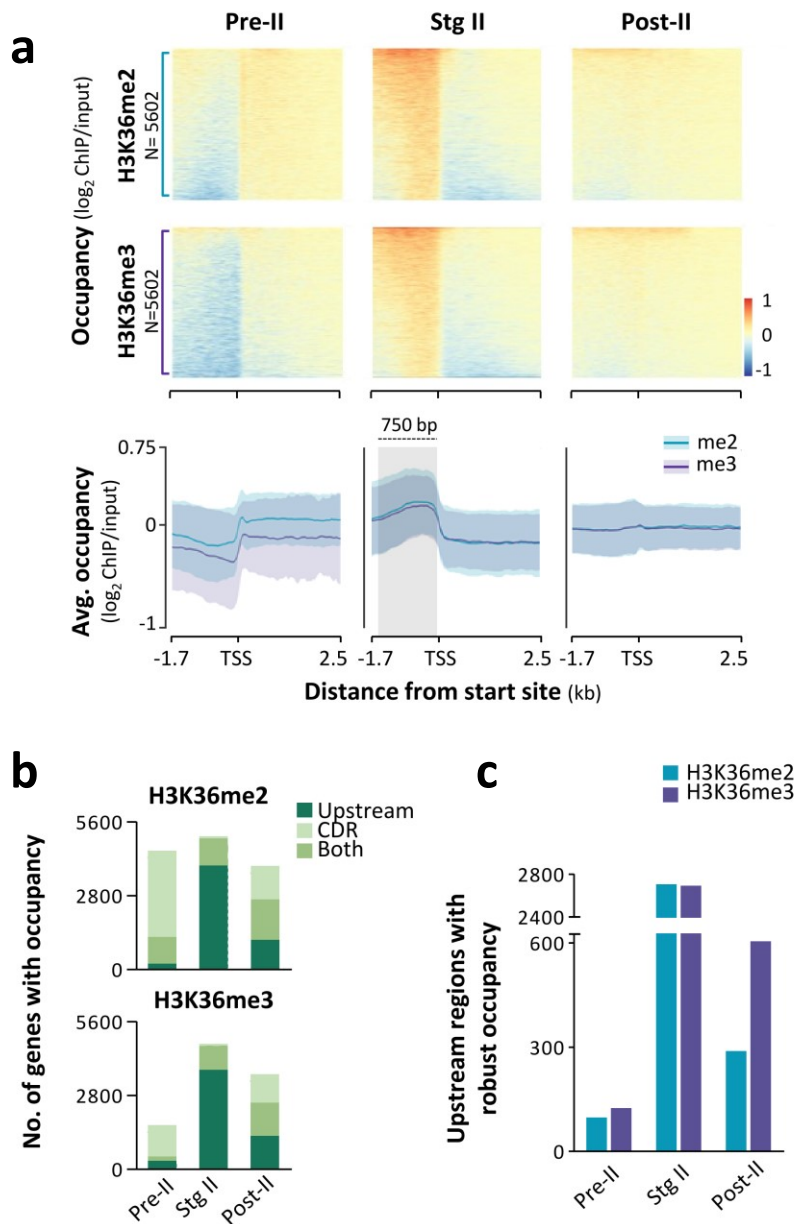 a
Pre-II
Stg II
Post-II
Occupancy (log₂ ChIP/input)
H3K36me2
N= 5602
H3K36me3
N=5602
1
0
-1
750 bp
me2
me3
Avg. occupancy
(log₂ ChIP/input)
0.75
0
-1
-1.7 TSS 2.5
-1.7 TSS 2.5
-1.7 TSS 2.5
Distance from start site (kb)
b
No. of genes with occupancy
H3K36me2
Upstream
CDR
Both
5600
2800
0
H3K36me3
5600
2800
0
Pre-II
Stg II
Post-II
c
H3K36me2
H3K36me3
Upstream regions with
robust occupancy
2800
2400
600
300
0
Pre-II
Stg II
Post-II